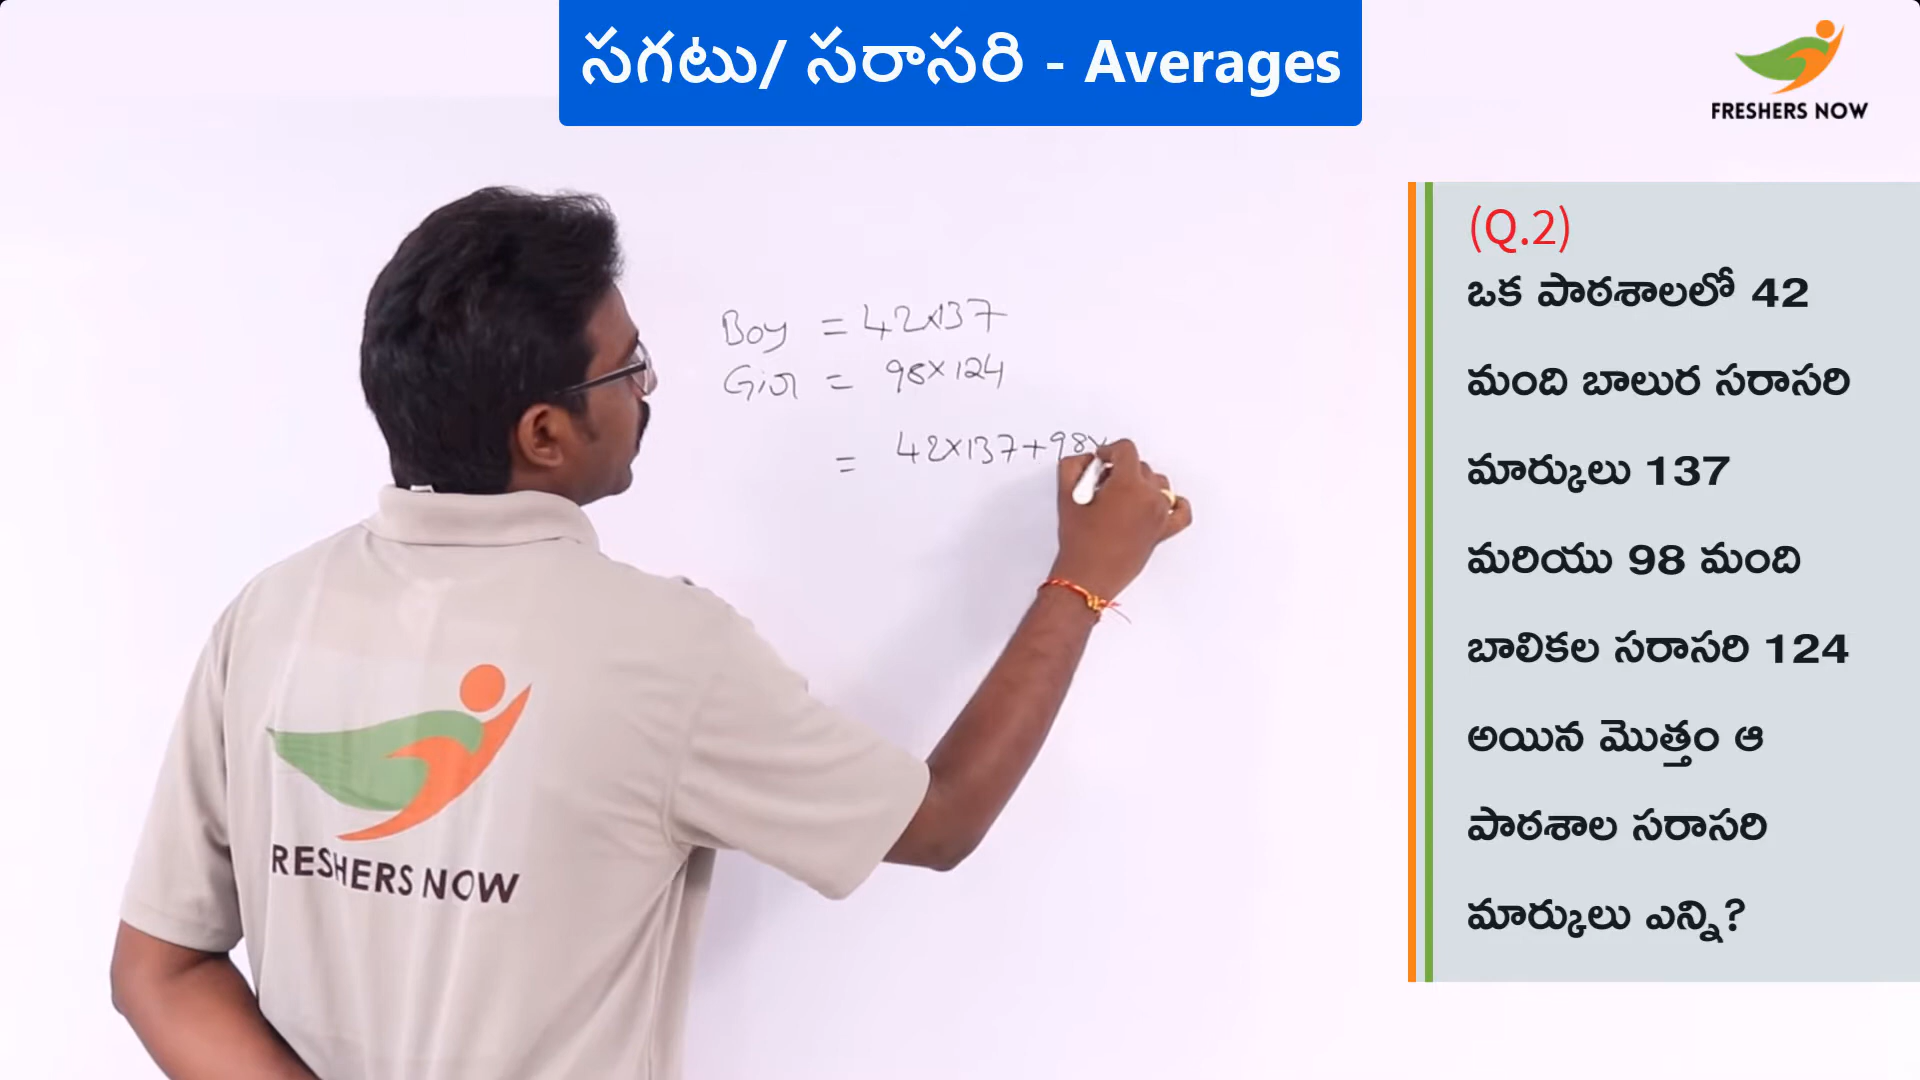 సగటు/ సరాసరి - Averages
FRESHERS NOW
(Q.2)
ఒక పాఠశాలలో 42
మంది బాలుర సరాసరి
మార్కులు 137
మరియు 98 మంది
బాలికల సరాసరి 124
అయిన మొత్తం ఆ
పాఠశాల సరాసరి
మార్కులు ఎన్ని?
Boy = 42×137
= 98×124
= 42×137+98×
RESHERS NOW